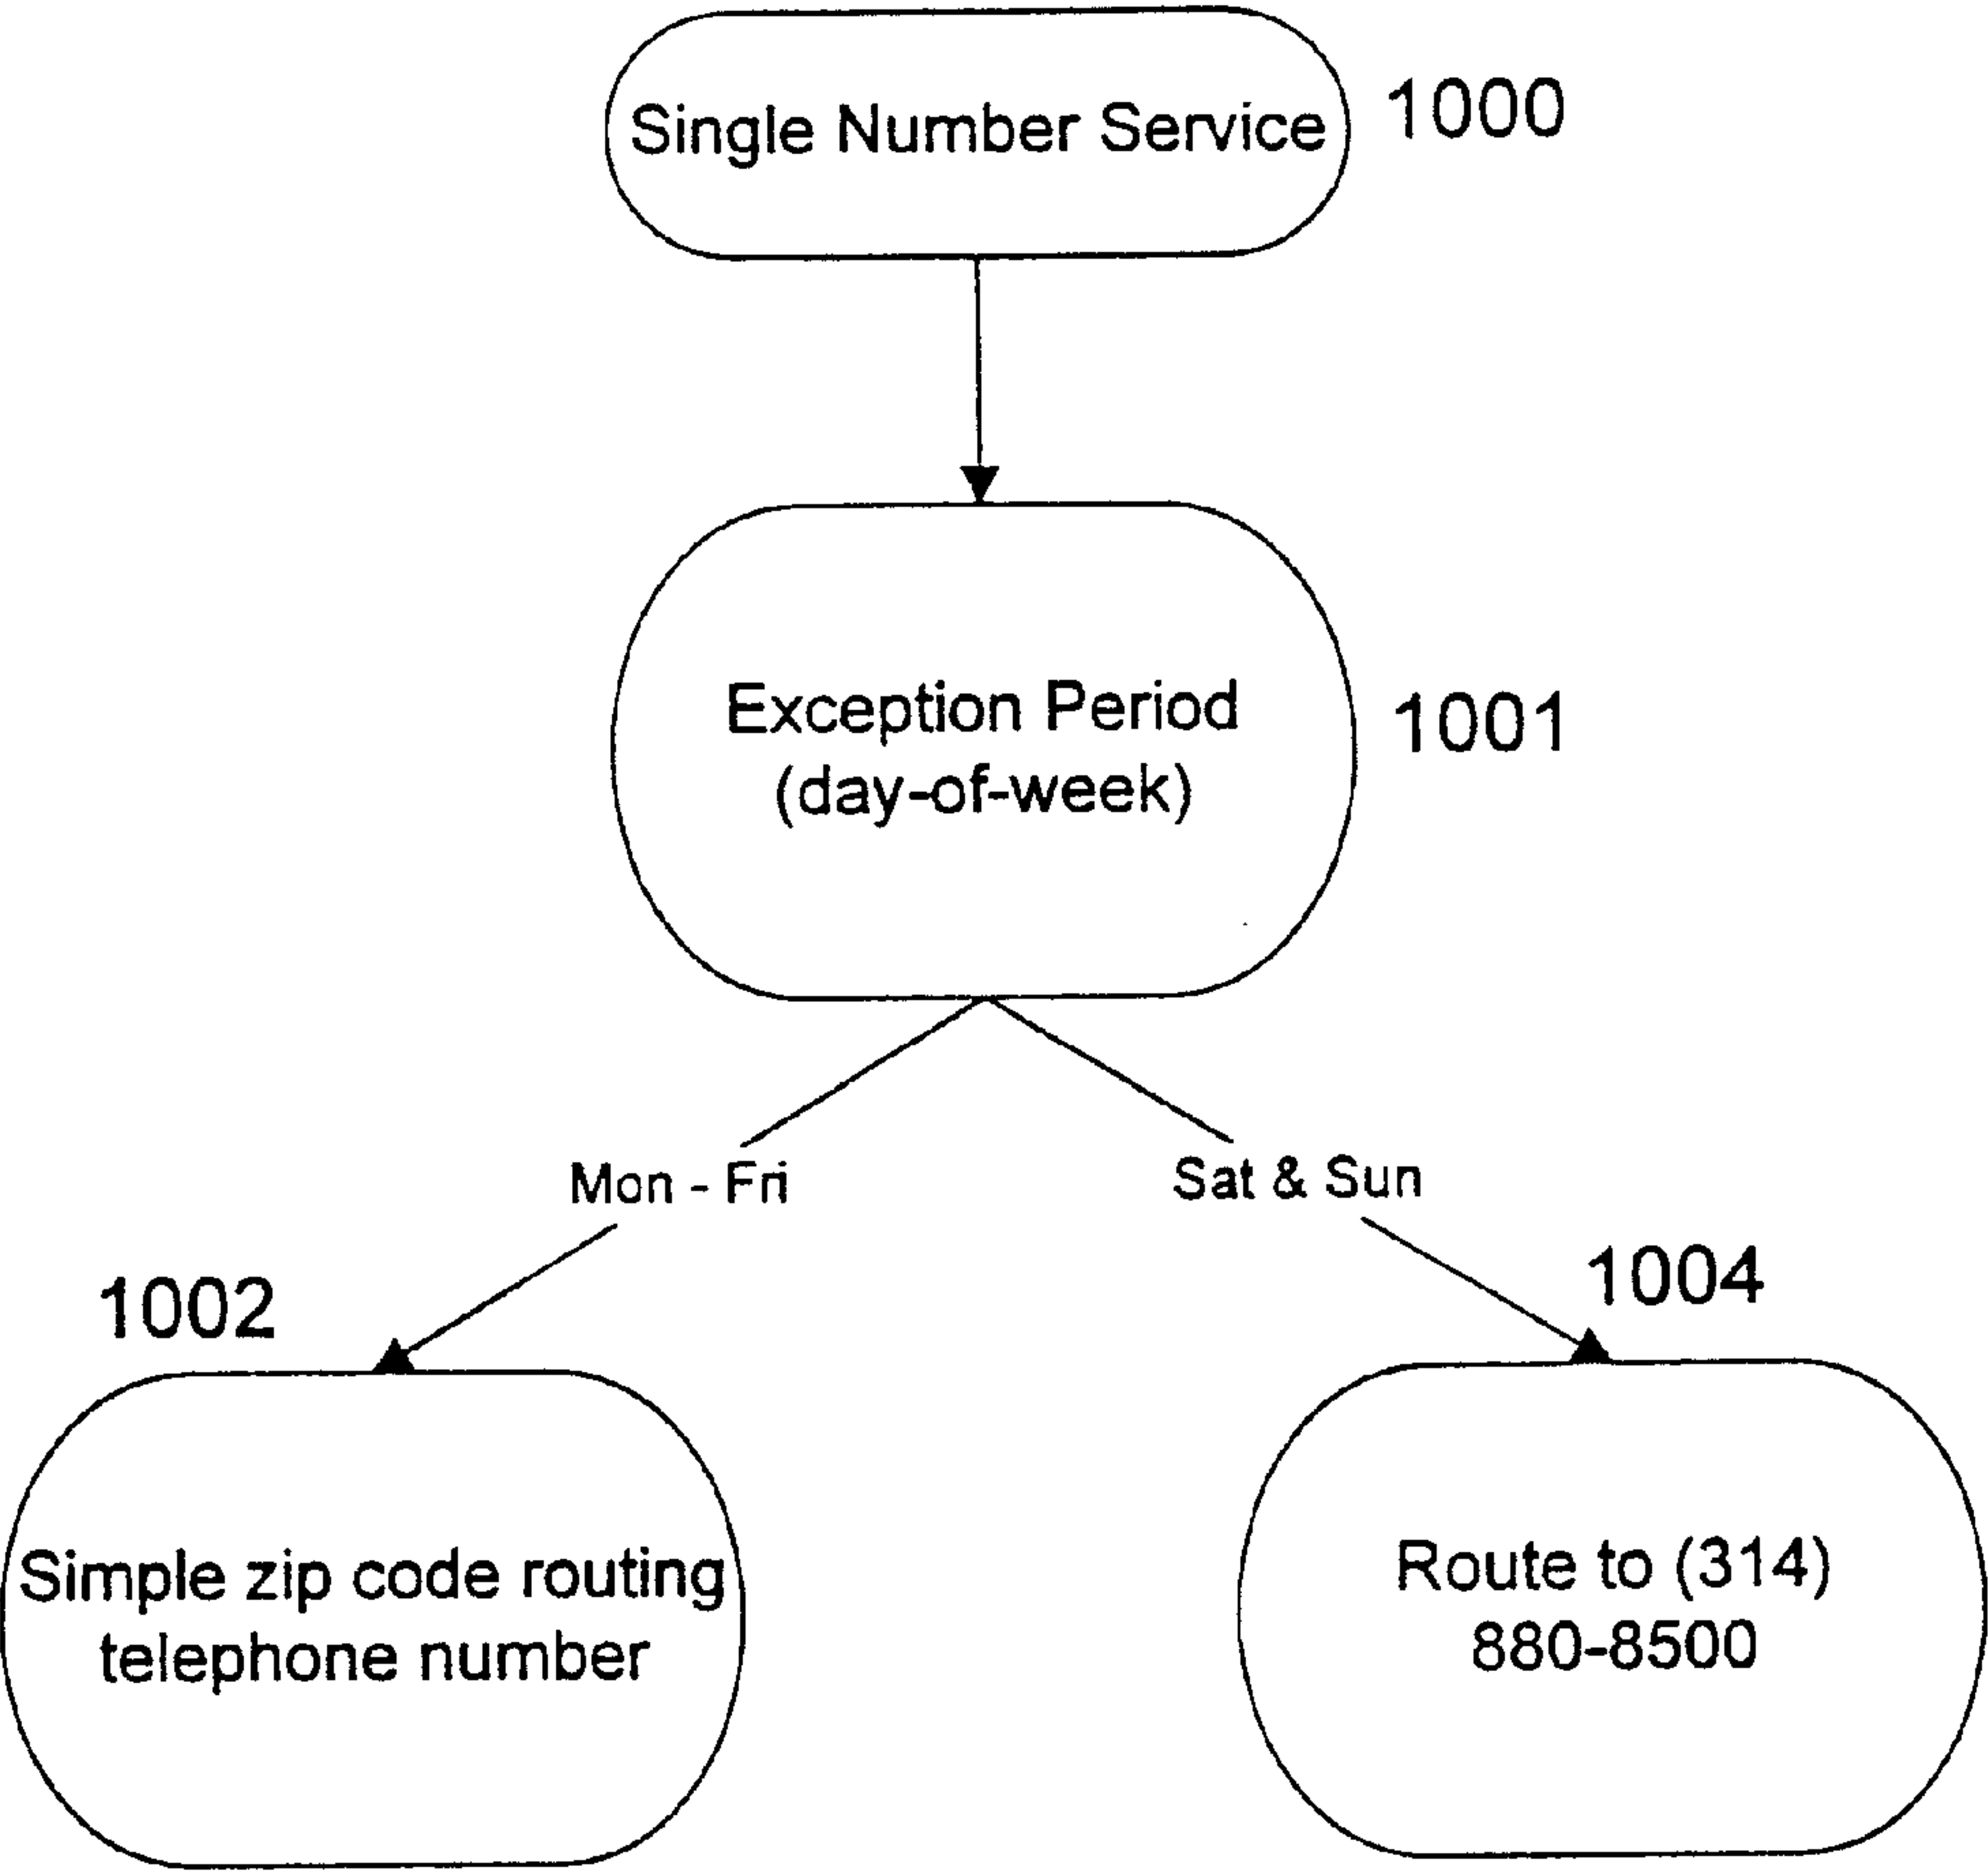 Single Number Service
1000
Exception Period
(day-of-week)
1001
Mon - Fri
Sat & Sun
1002
1004
Simple zip code routing
telephone number
Route to (314)
880-8500